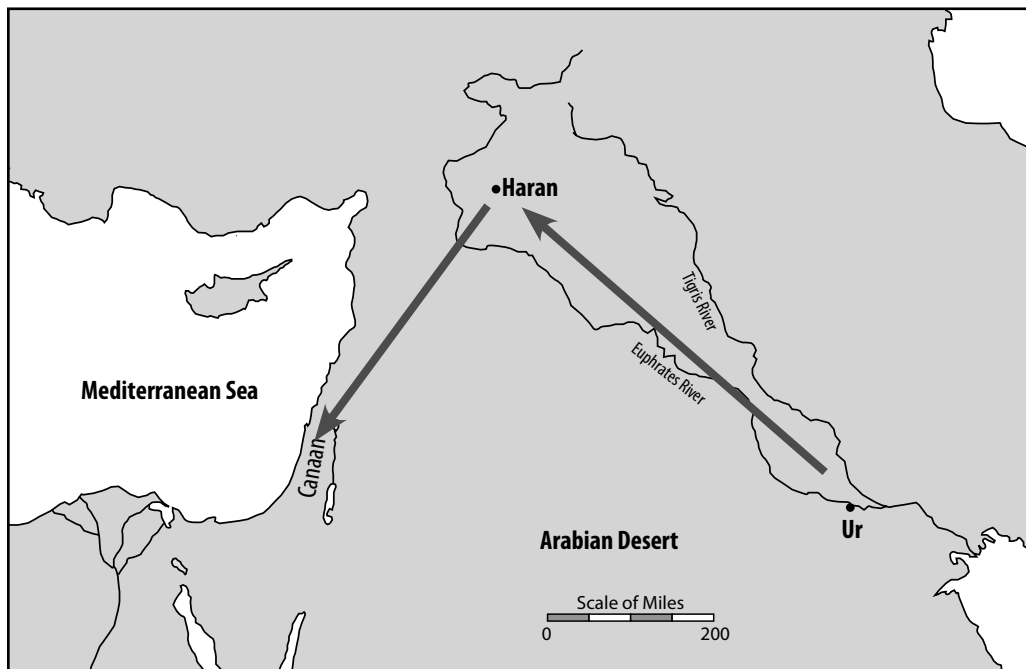 Haran
Tigris River
Euphrates River
Mediterranean Sea
Canaan
Arabian Desert
Ur
Scale of Miles
0 200